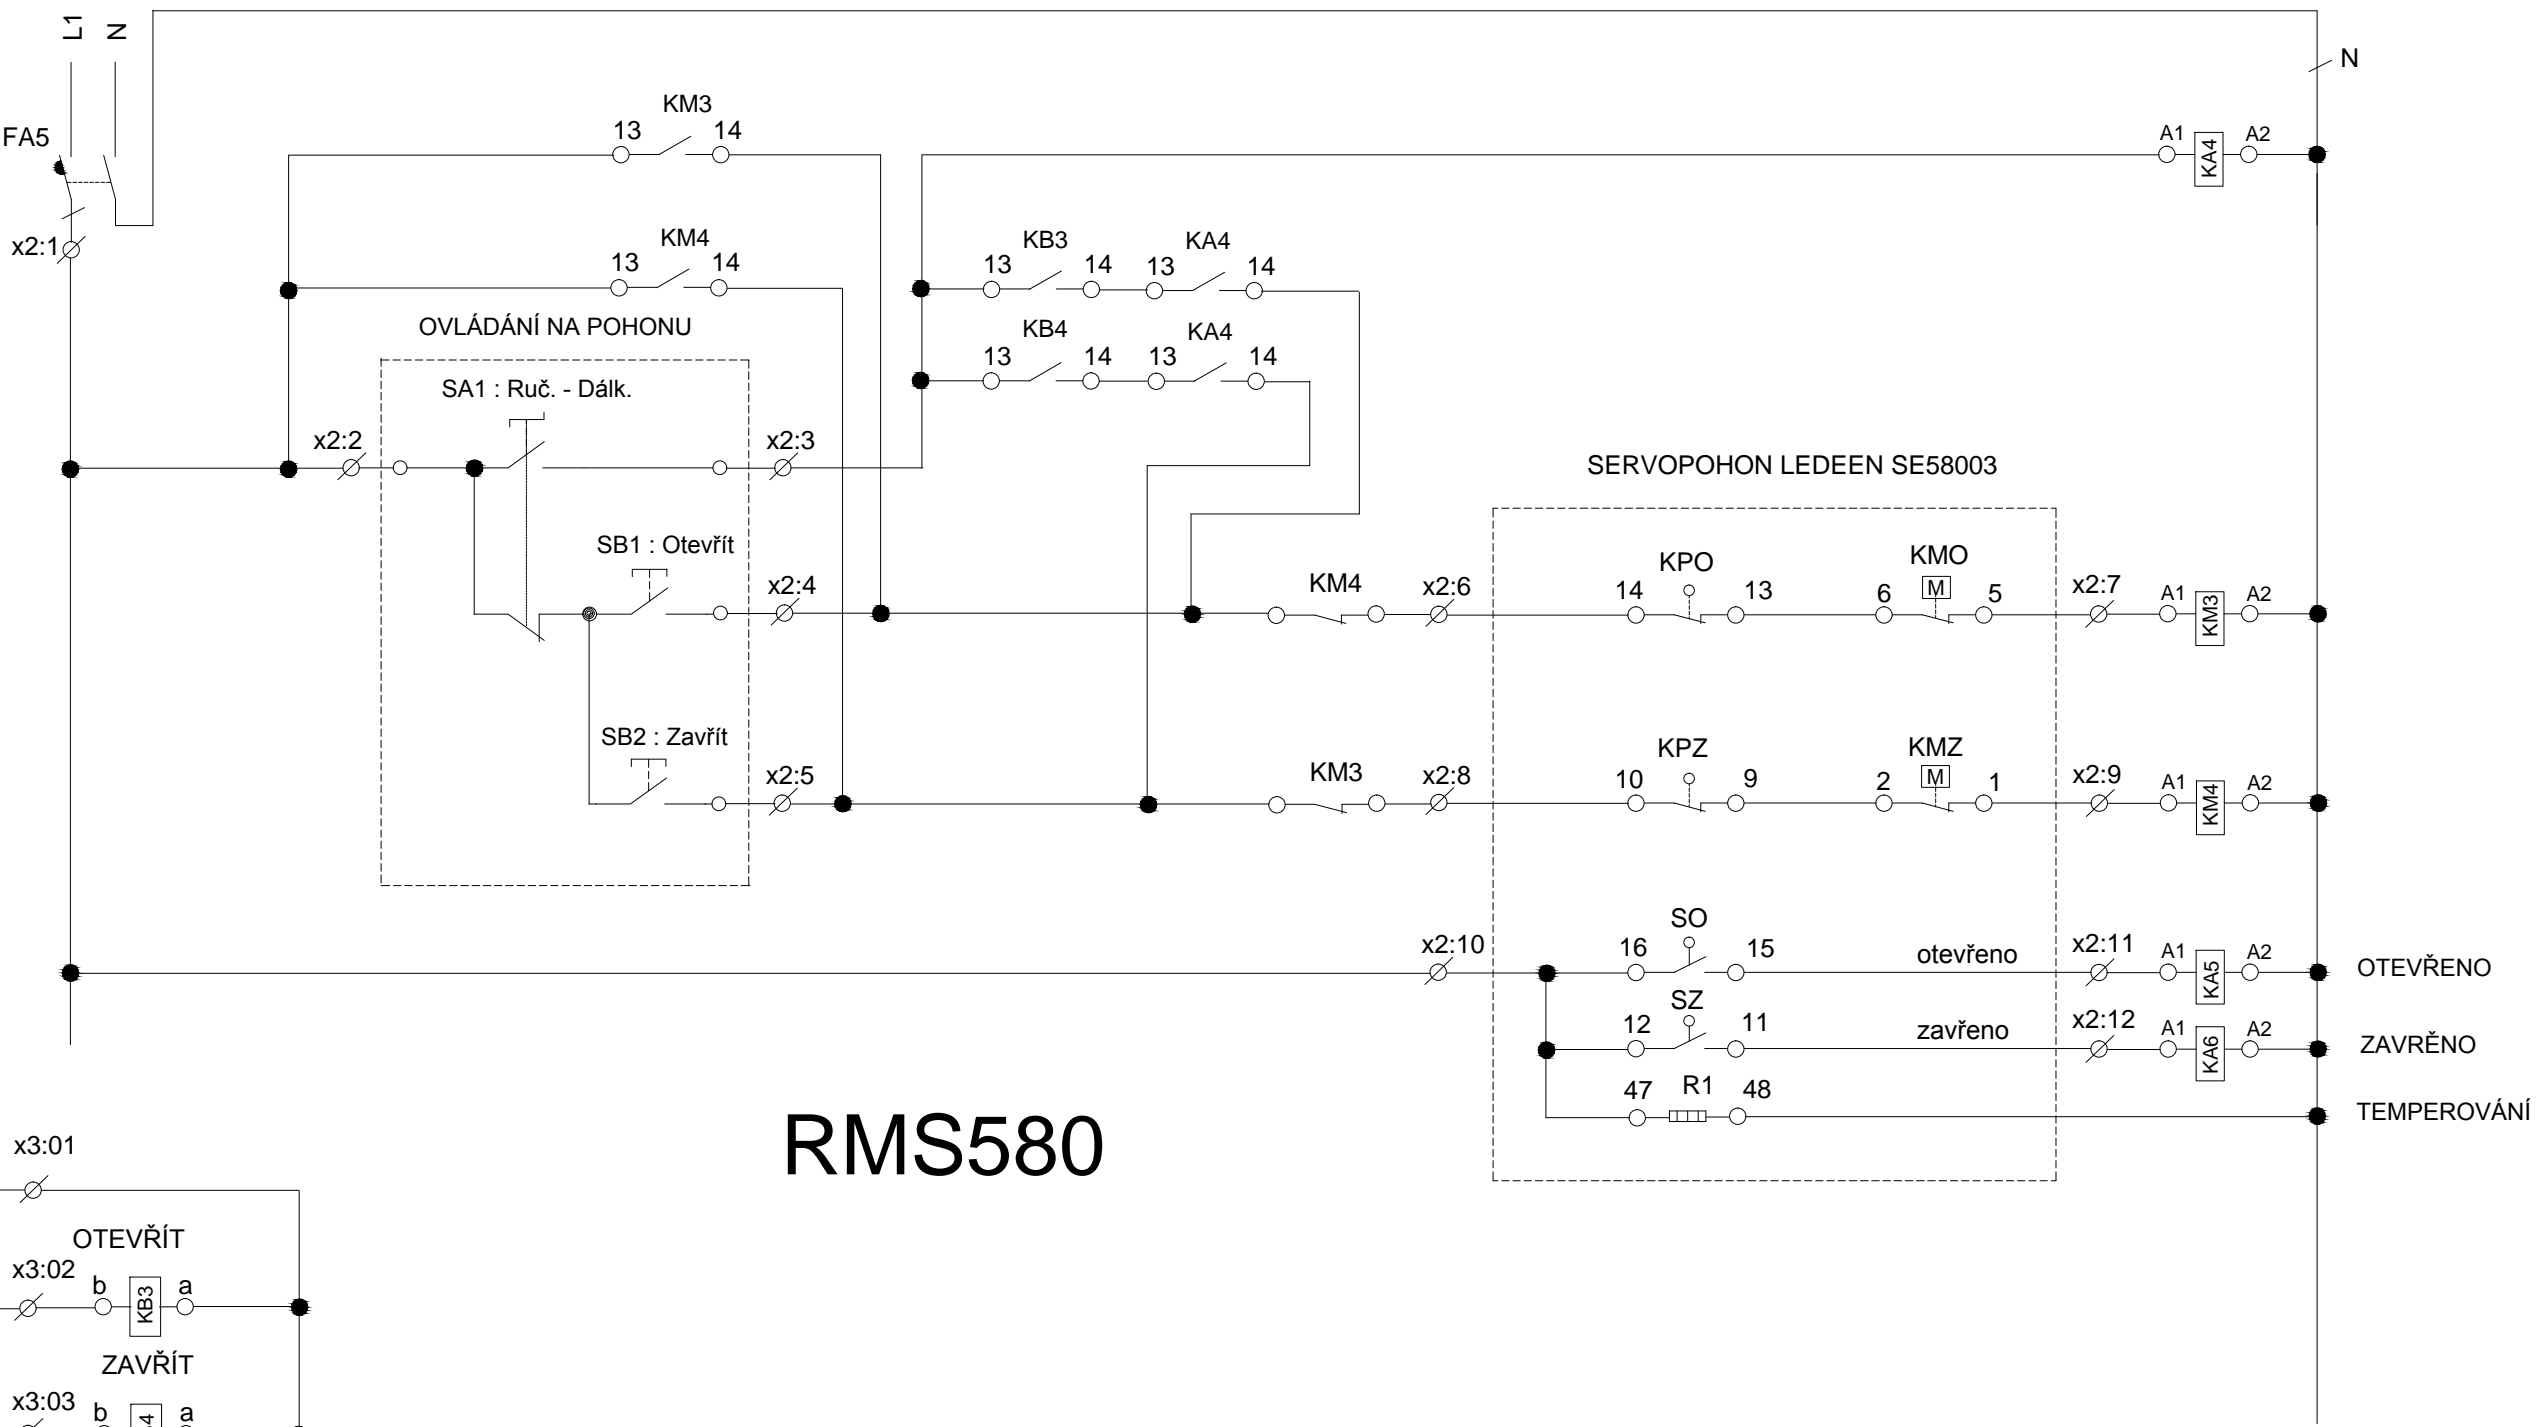 L1
N
N
FA5
KM3
13 14
A1 KA4 A2
x2:1
KM4
13 14
KB3 KA4
13 14 13 14
OVLÁDÁNÍ NA POHONU
KB4 KA4
13 14 13 14
SA1 : Ruč. - Dálk.
x2:2
x2:3
SERVOPOHON LEDEEN SE58003
SB1 : Otevřít
x2:4
KM4
x2:6
KPO
14 13
KMO
M
6 5
x2:7
A1 KM3 A2
SB2 : Zavřít
x2:5
KM3
x2:8
KPZ
10 9
KMZ
M
2 1
x2:9
A1 KM4 A2
x2:10
SO
16 15
otevřeno
x2:11
A1 KA5 A2
OTEVŘENO
SZ
12 11
zavřeno
x2:12
A1 KA6 A2
ZAVRĚNO
47 R1 48
TEMPEROVÁNÍ
RMS580
x3:01
OTEVŘÍT
x3:02
b KB3 a
ZAVŘÍT
x3:03
b 4 a